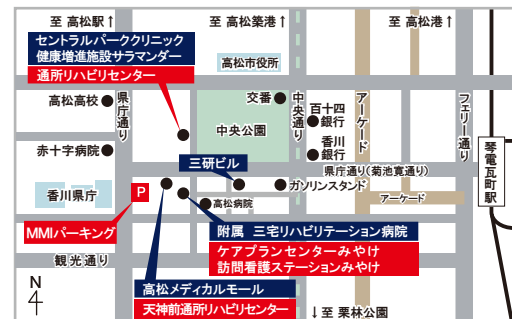 至 高松駅↑
至 高松築港↑
至 高松港↑
セントラルパーククリニック
健康増進施設サラマンダー
通所リハビリセンター
高松市役所
高松高校
県庁通り
交番
中央通り
百十四
銀行
アーケード
フェリー通り
中央公園
赤十字病院
香川
銀行
琴電瓦町駅
三研ビル
県庁通り(菊池寛通り)
香川県庁
P
ガソリンスタンド
アーケード
高松病院
MMIパーキング
附属 三宅リハビリテーション病院
ケアプランセンターみやけ
訪問看護ステーションみやけ
観光通り
N
高松メディカルモール
天神前通所リハビリセンター
↓至 栗林公園